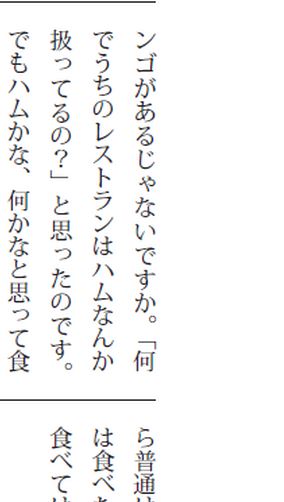 ンゴがあるじゃないですか。「何
でうちのレストランはハムなんか
扱ってるの？」と思ったのです。
でもハムかな、何かなと思って食
ら普通は
は食べ
食べて